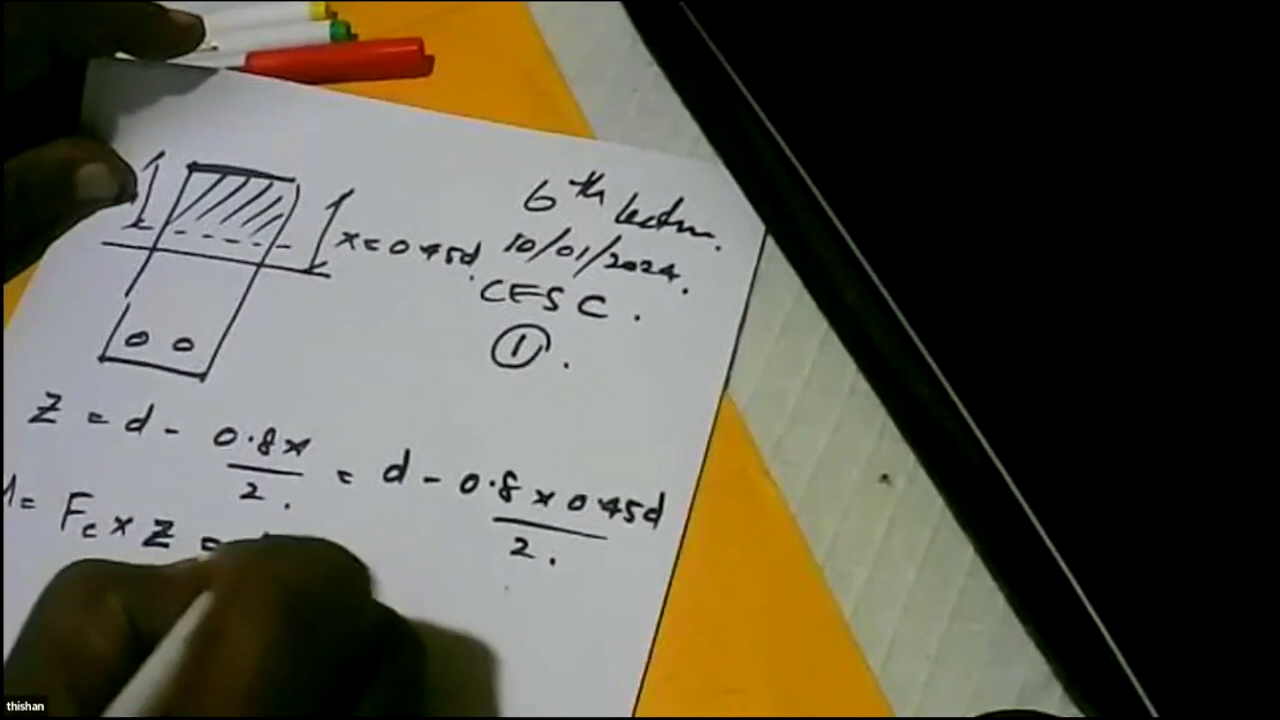 6th Lecture.
10/01/2024.
CESC.
1.
x = 0.45d
z = d - 0.8x/2. = d - 0.8 x 0.45d/2.
= Fc x z =
thishan